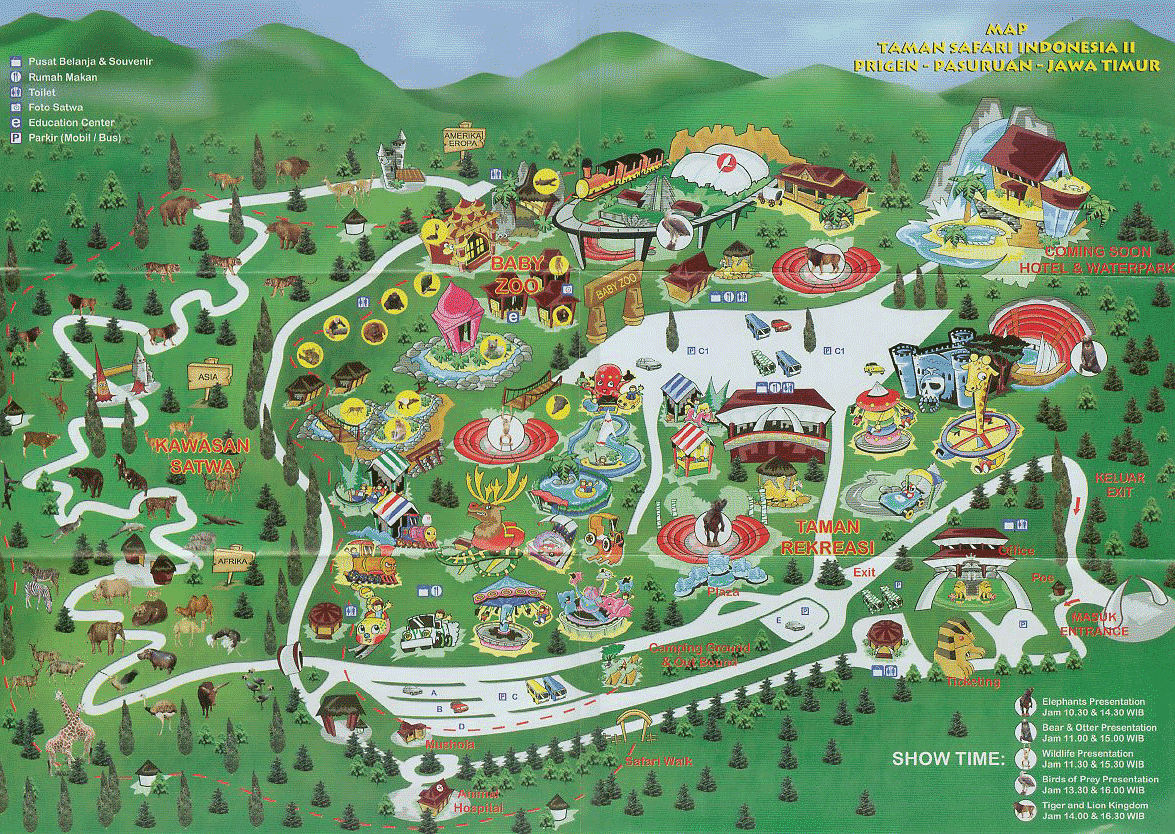 MAP
TAMAN SAFARI INDONESIA II
PRIGEN - PASURUAN - JAWA TIMUR
Pusat Belanja & Souvenir
Rumah Makan
Toilet
Foto Satwa
e Education Center
P Parkir (Mobil / Bus)
AMERIKA
EROPA
BABY
ZOO
BABY ZOO
e
COMING SOON
HOTEL & WATERPARK
P C1
P C1
ASIA
KAWASAN
SATWA
AFRIKA
KELUAR
EXIT
TAMAN
REKREASI
Exit
Office
Pos
Plaza
P
E
P
P
MASUK
ENTRANCE
Camping Ground
& Out Bound
Ticketing
A
P C
B
D
Mushola
Safari Walk
Animal
Hospital
SHOW TIME:
Elephants Presentation
Jam 10.30 & 14.30 WIB
Bear & Otter Presentation
Jam 11.00 & 15.00 WIB
Wildlife Presentation
Jam 11.30 & 15.30 WIB
Birds of Prey Presentation
Jam 13.30 & 16.00 WIB
Tiger and Lion Kingdom
Jam 14.00 & 16.30 WIB